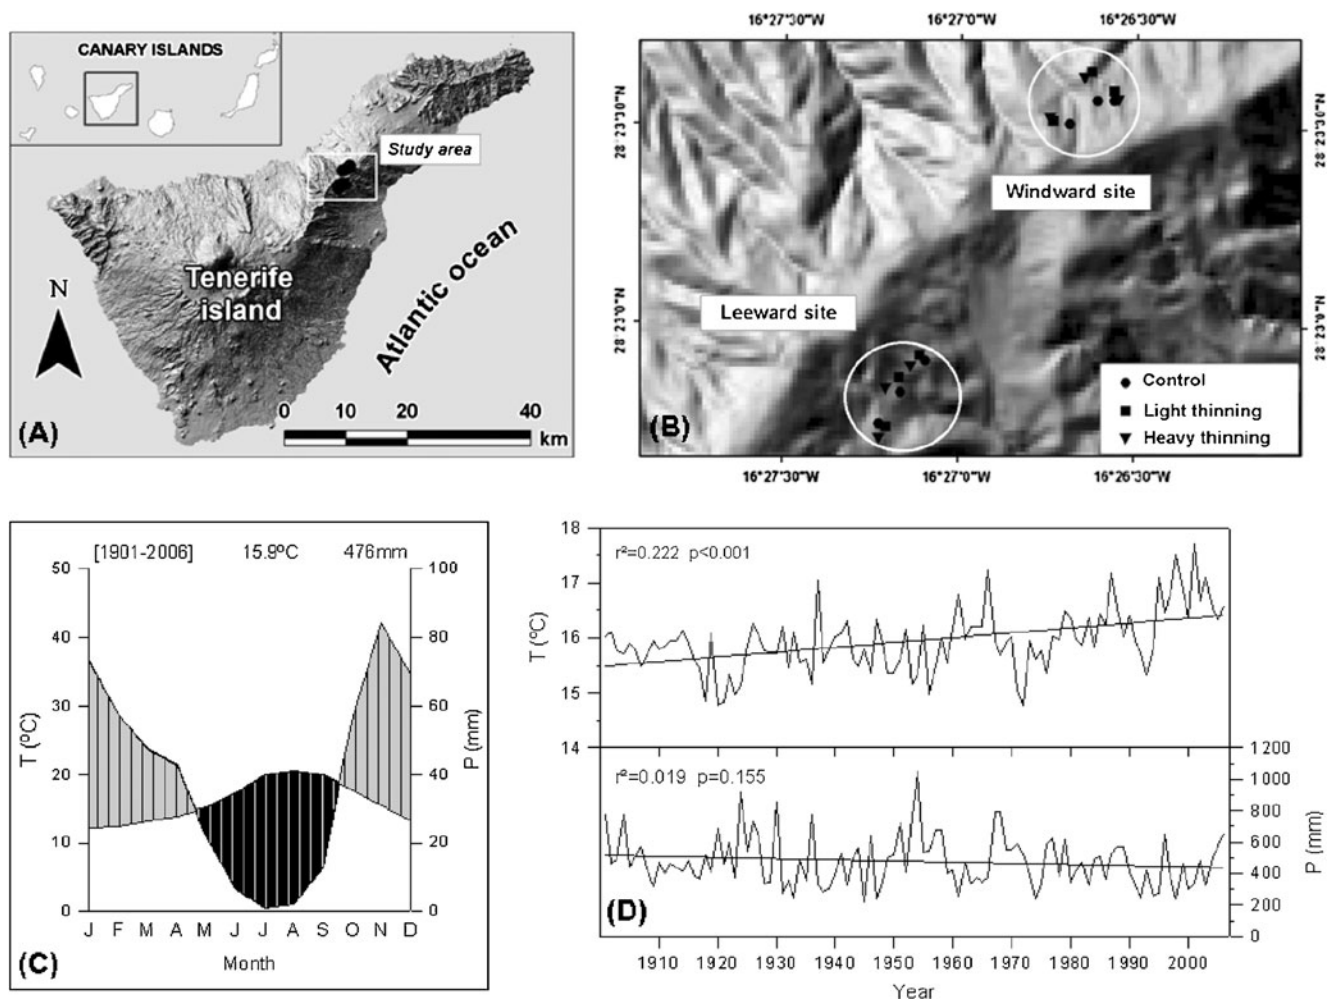 CANARY ISLANDS
Study area
Tenerife
island
Atlantic ocean
N
0 10 20 40
km
(A)
16°27'30"W 16°27'0"W 16°26'30"W
28°23'30"N 28°23'30"N
Windward site
Leeward site
28°23'0"N 28°23'0"N
Control
Light thinning
Heavy thinning
(B)
16°27'30"W 16°27'0"W 16°26'30"W
[1901-2006] 15.9ºC 476mm
50 100
40 80
30 60
20 40
10 20
0 0
T (ºC)
P (mm)
J F M A M J J A S O N D
Month
(C)
18
17
16
15
14
T (ºC)
r²=0.222 p<0.001
1200
1000
800
600
400
200
0
P (mm)
r²=0.019 p=0.155
(D)
1910 1920 1930 1940 1950 1960 1970 1980 1990 2000
Year